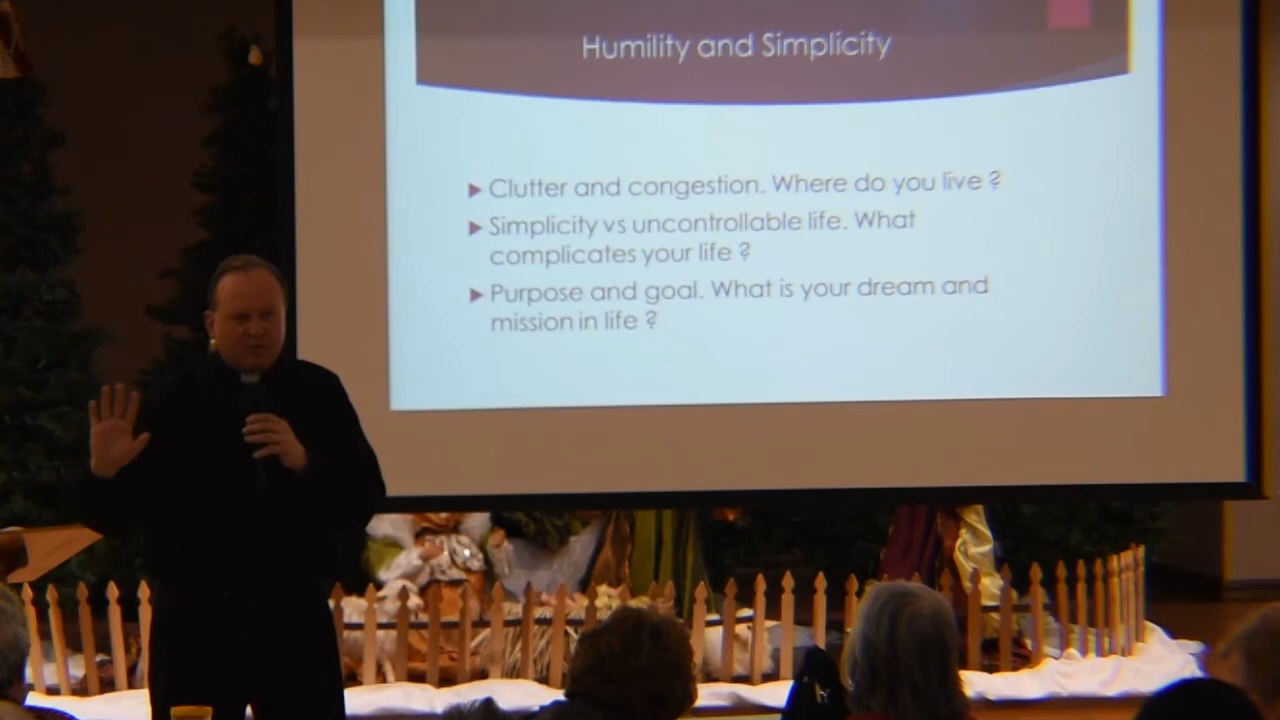 Humility and Simplicity
Clutter and congestion. Where do you live ?
Simplicity vs uncontrollable life. What
complicates your life ?
Purpose and goal. What is your dream and
mission in life ?